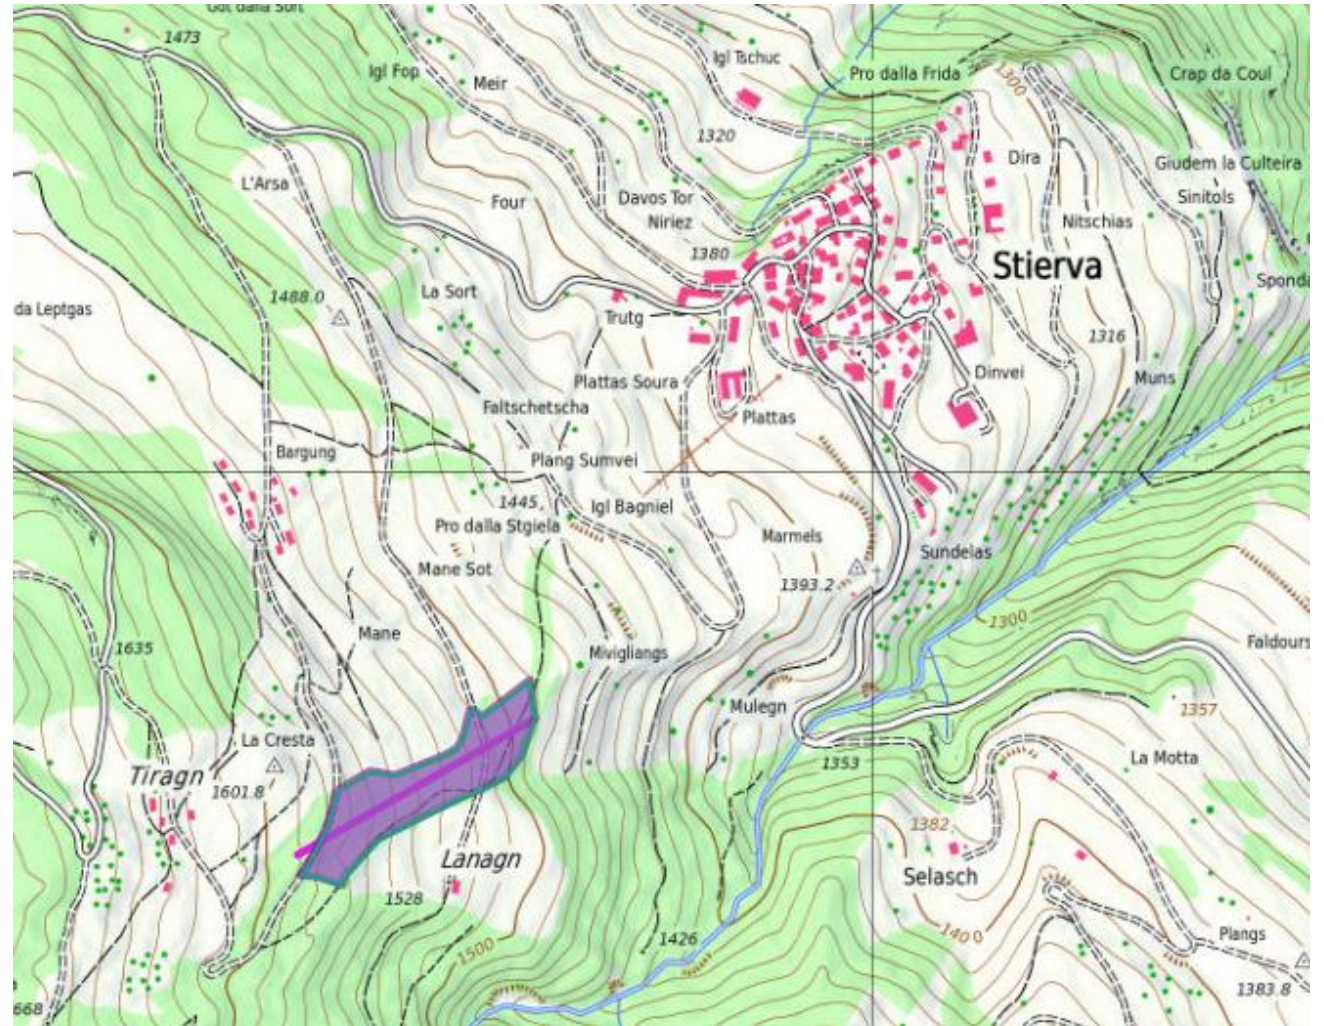 Got dalla Sort
1473
Igl Fop
Meir
Igl Tschuc
Pro dalla Frida
1300
Crap da Coul
1320
L'Arsa
Four
Davos Tor
Niriez
Dira
Giudem la Culteira
Sinitols
Nitschias
1380
Stierva
1488.0
La Sort
Sponda
da Leptgas
Trutg
1316
Plattas Soura
Dinvei
Muns
Faltschetscha
Plattas
Bargung
Plang Sumvei
1445
Igl Bagniel
Pro dalla Stgiela
Marmels
Sundelas
Mane Sot
1393.2
1300
Mane
1635
Mivigliangs
Faldours
Mulegn
1357
La Cresta
Tiragn
1601.8
1353
La Motta
1382
Lanagn
Selasch
1528
1500
1426
1400
Plangs
1383.8
668